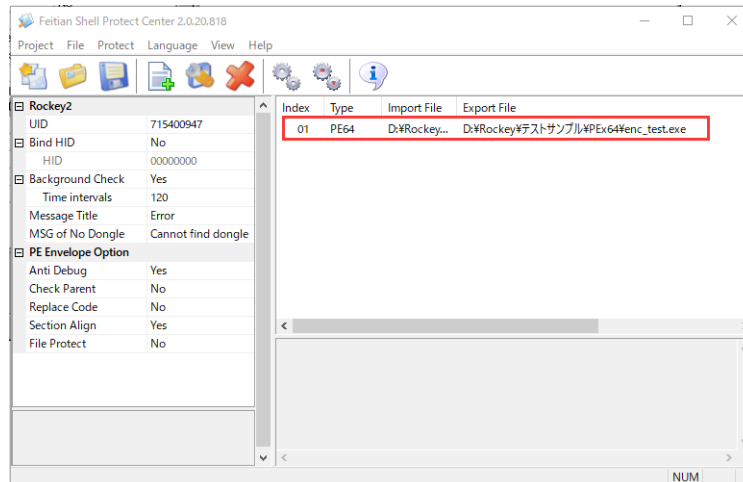 Feitian Shell Protect Center 2.0.20.818
Project File Protect Language View Help
Rockey2
UID 715400947
Bind HID No
HID 00000000
Background Check Yes
Time intervals 120
Message Title Error
MSG of No Dongle Cannot find dongle
PE Envelope Option
Anti Debug Yes
Check Parent No
Replace Code No
Section Align Yes
File Protect No
Index Type Import File Export File
01 PE64 D:¥Rockey... D:¥Rockey¥テストサンプル¥PEx64¥enc_test.exe
NUM